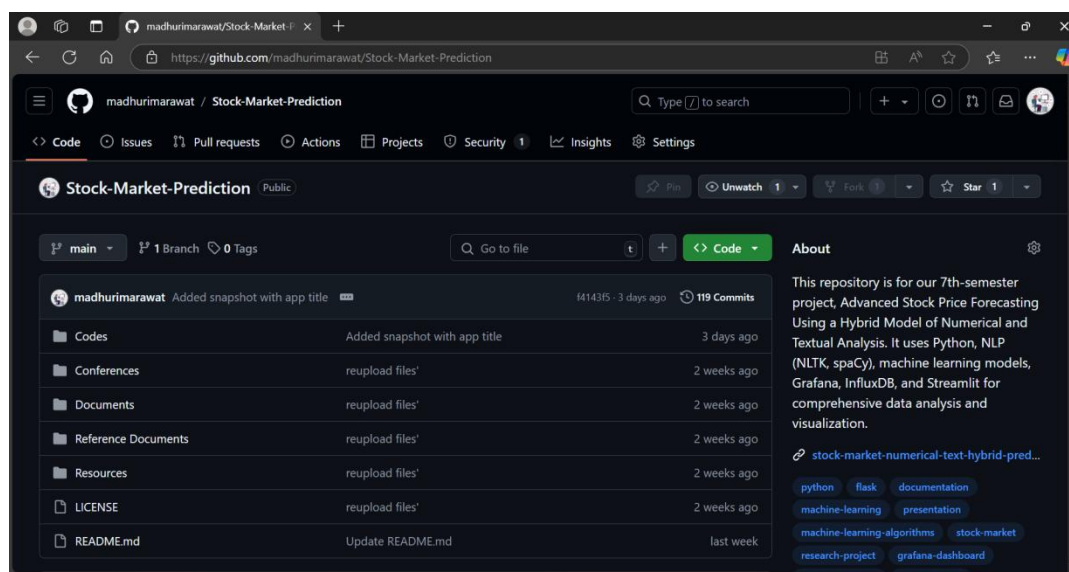 madhurimarawat/Stock-Market-P
https://github.com/madhurimarawat/Stock-Market-Prediction
madhurimarawat / Stock-Market-Prediction
Type / to search
Code Issues Pull requests Actions Projects Security 1 Insights Settings
Stock-Market-Prediction Public
Pin Unwatch 1 Fork Star 1
main 1 Branch 0 Tags Go to file t Code
About
madhurimarawat Added snapshot with app title f4143f5 · 3 days ago 119 Commits
Codes Added snapshot with app title 3 days ago
Conferences reupload files' 2 weeks ago
Documents reupload files' 2 weeks ago
Reference Documents reupload files' 2 weeks ago
Resources reupload files' 2 weeks ago
LICENSE reupload files' 2 weeks ago
README.md Update README.md last week
This repository is for our 7th-semester
project, Advanced Stock Price Forecasting
Using a Hybrid Model of Numerical and
Textual Analysis. It uses Python, NLP
(NLTK, spaCy), machine learning models,
Grafana, InfluxDB, and Streamlit for
comprehensive data analysis and
visualization.
stock-market-numerical-text-hybrid-pred...
python flask documentation
machine-learning presentation
machine-learning-algorithms stock-market
research-project grafana-dashboard